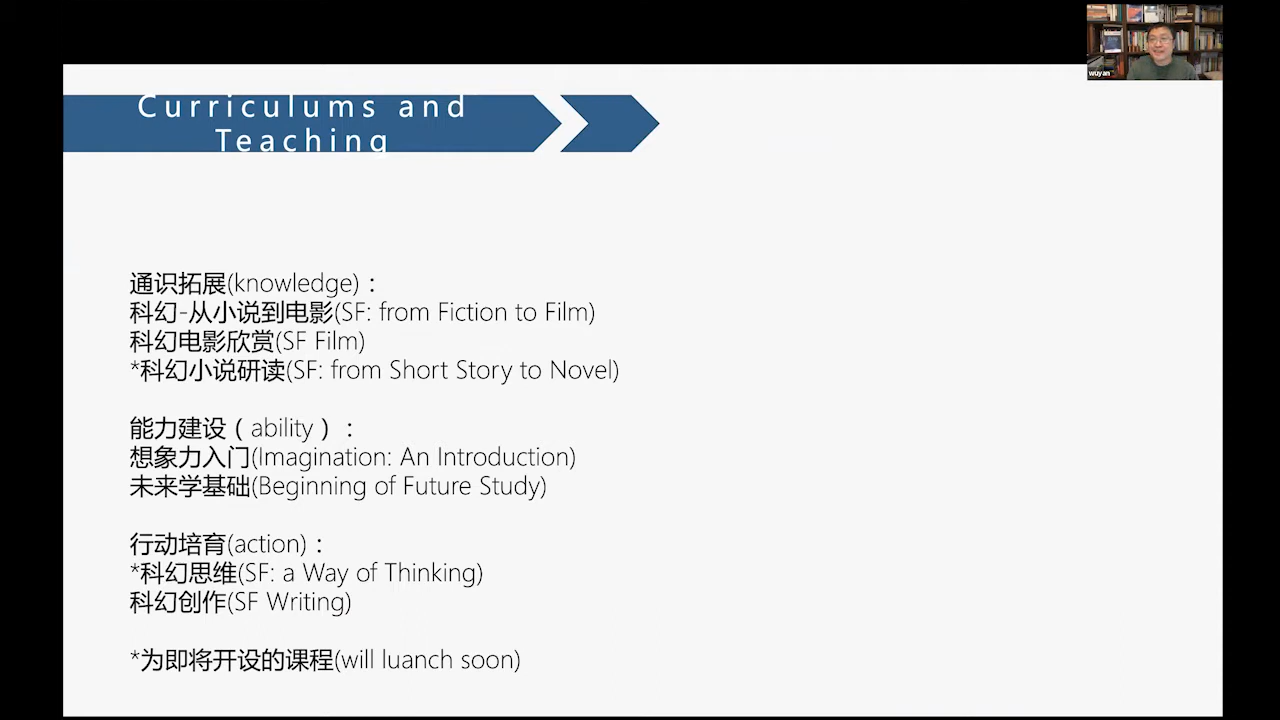 Curriculums and
Teaching
wuyan
通识拓展(knowledge)：
科幻-从小说到电影(SF: from Fiction to Film)
科幻电影欣赏(SF Film)
*科幻小说研读(SF: from Short Story to Novel)
能力建设（ability）：
想象力入门(Imagination: An Introduction)
未来学基础(Beginning of Future Study)
行动培育(action)：
*科幻思维(SF: a Way of Thinking)
科幻创作(SF Writing)
*为即将开设的课程(will luanch soon)